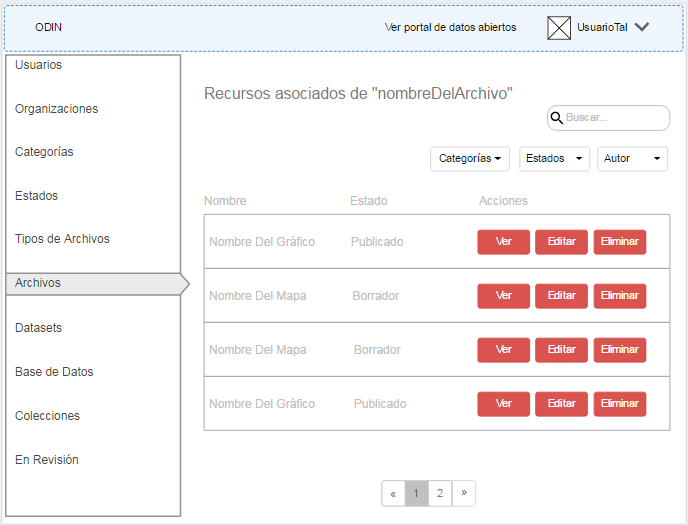 ODIN
Ver portal de datos abiertos
UsuarioTal
Usuarios
Organizaciones
Categorías
Estados
Tipos de Archivos
Archivos
Datasets
Base de Datos
Colecciones
En Revisión
Recursos asociados de "nombreDelArchivo"
Buscar...
Categorías Estados Autor
Nombre Estado Acciones
Nombre Del Gráfico Publicado Ver Editar Eliminar
Nombre Del Mapa Borrador Ver Editar Eliminar
Nombre Del Mapa Borrador Ver Editar Eliminar
Nombre Del Gráfico Publicado Ver Editar Eliminar
« 1 2 »